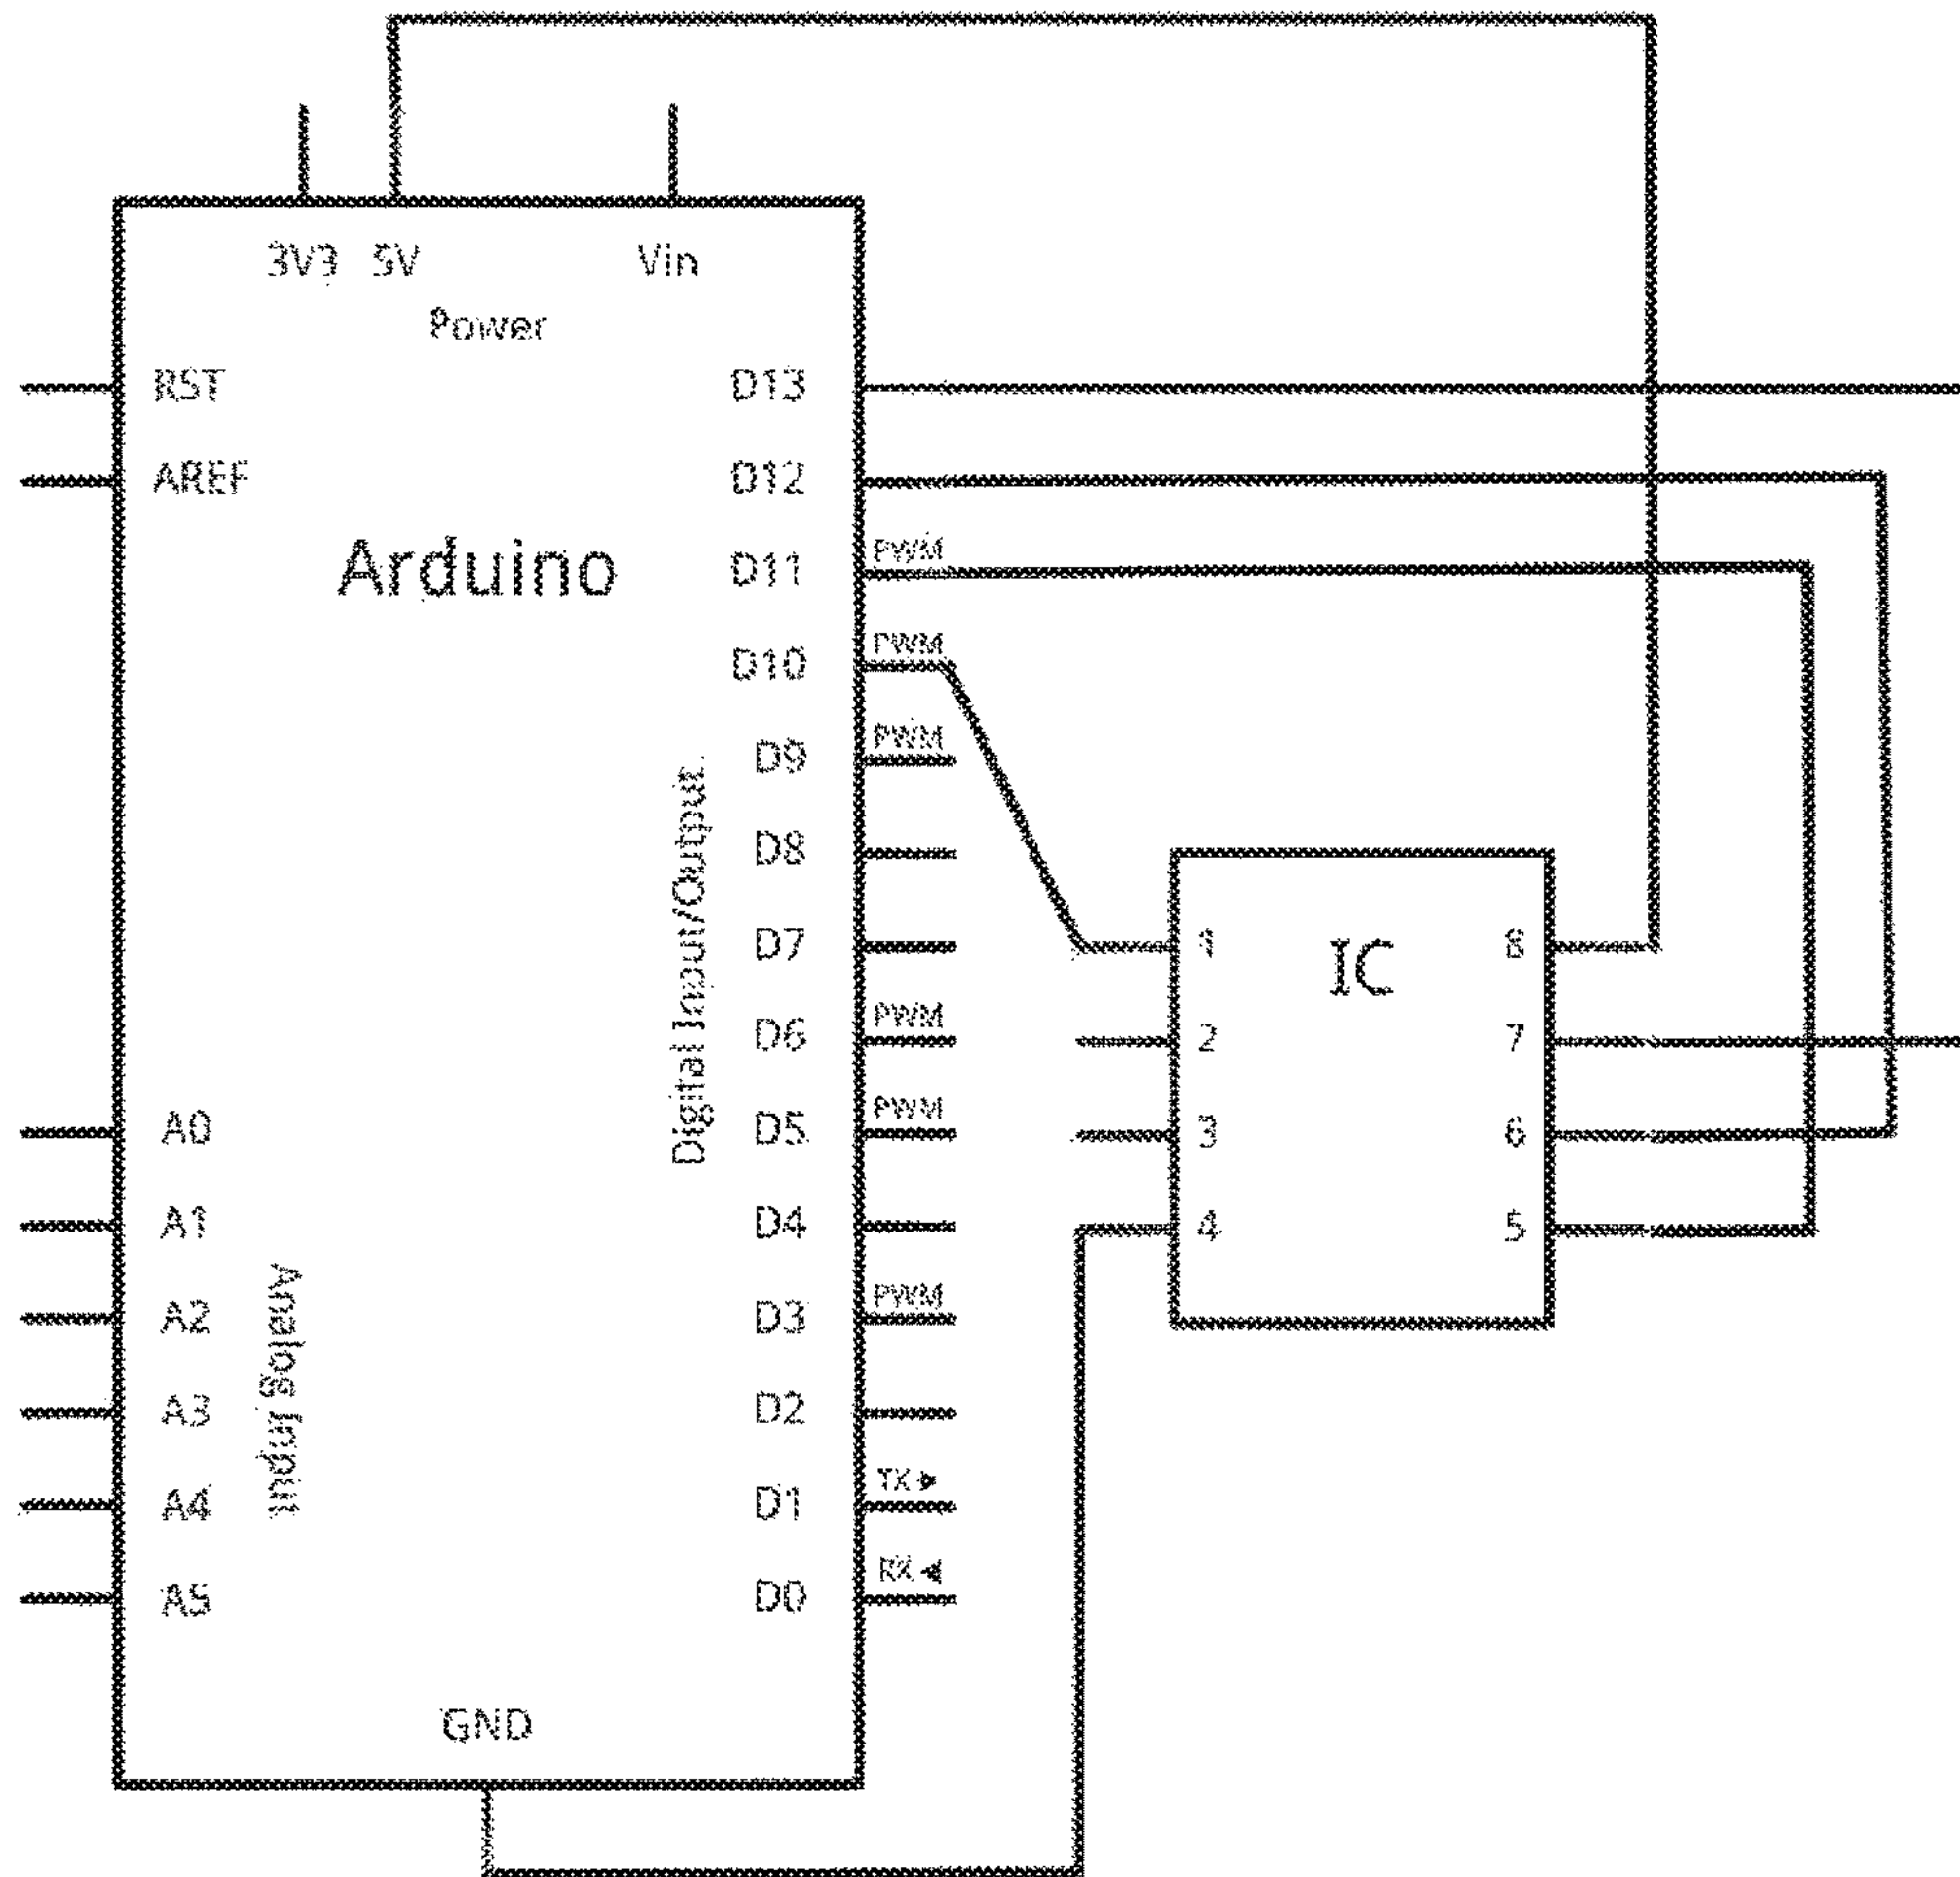 3V3 5V Vin
Power
RST
AREF
Arduino
D13
D12
D11 PWM
D10 PWM
D9 PWM
D8
D7
D6 PWM
D5 PWM
D4
D3 PWM
D2
D1 TX
D0 RX
Digital Input/Output
A0
A1
A2
A3
A4
A5
Analog Input
GND
IC
1 8
2 7
3 6
4 5